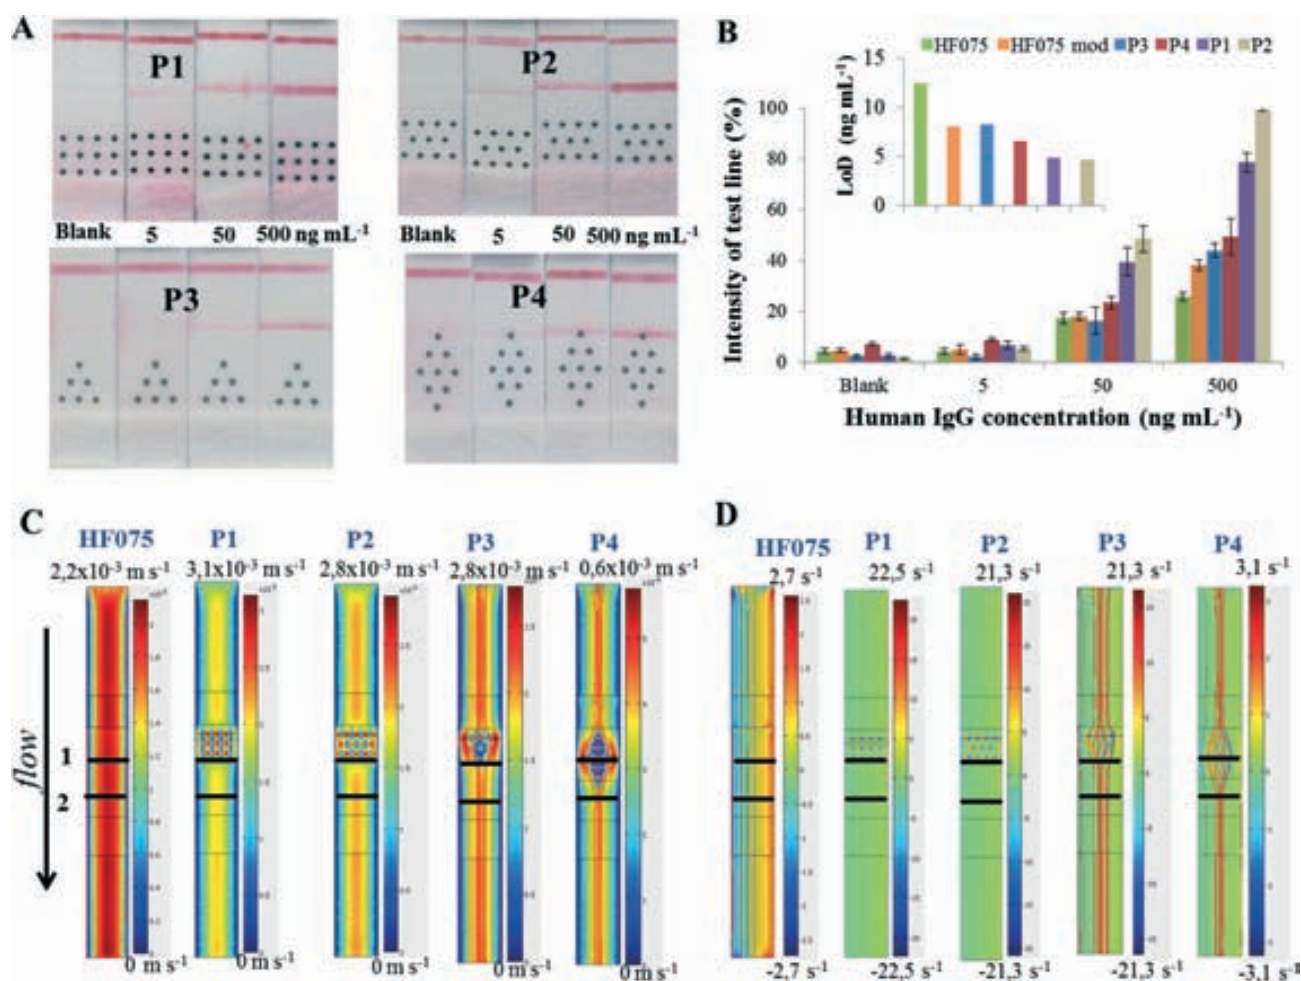 A
P1
P2
Blank 5 50 500 ng mL-1
Blank 5 50 500 ng mL-1
P3
P4
B
HF075 HF075 mod P3 P4 P1 P2
LoD (ng mL-1)
15
10
5
0
Intensity of test line (%)
100
80
60
40
20
0
Blank 5 50 500
Human IgG concentration (ng mL-1)
C
HF075 P1 P2 P3 P4
2,2x10-3 m s-1 3,1x10-3 m s-1 2,8x10-3 m s-1 2,8x10-3 m s-1 0,6x10-3 m s-1
flow
1
2
0 m s-1 0 m s-1 0 m s-1 0 m s-1 0 m s-1
D
HF075 P1 P2 P3 P4
2,7 s-1 22,5 s-1 21,3 s-1 21,3 s-1 3,1 s-1
-2,7 s-1 -22,5 s-1 -21,3 s-1 -21,3 s-1 -3,1 s-1